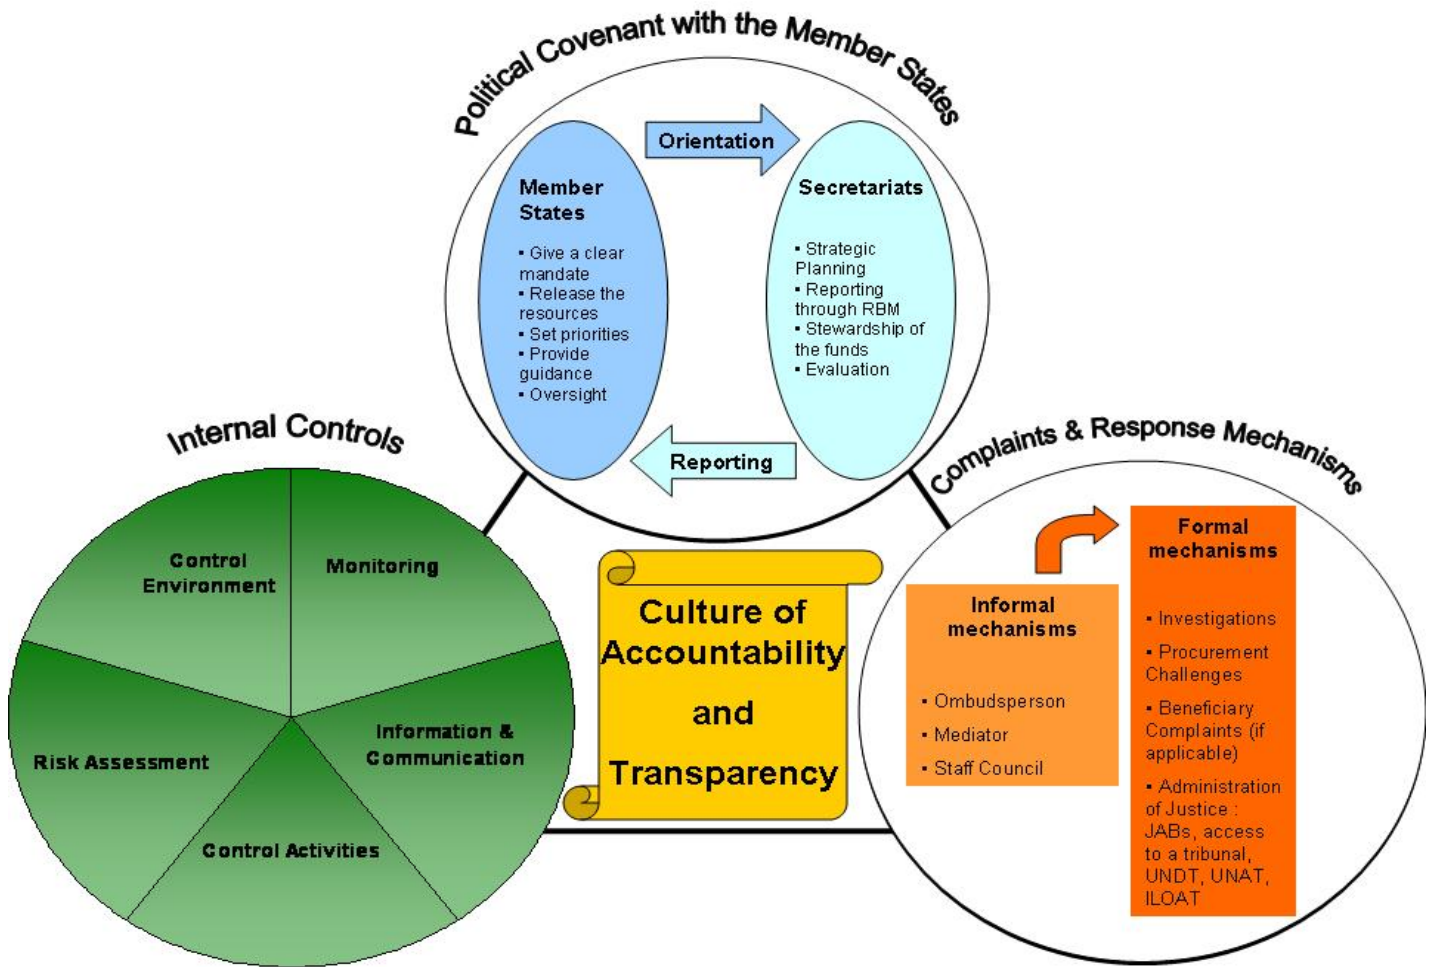 Political Covenant with the Member States
Orientation
Member
States
▪ Give a clear
mandate
▪ Release the
resources
▪ Set priorities
▪ Provide
guidance
▪ Oversight
Secretariats
▪ Strategic
Planning
▪ Reporting
through RBM
▪ Stewardship of
the funds
▪ Evaluation
Reporting
Internal Controls
Control
Environment
Monitoring
Risk Assessment
Information &
Communication
Control Activities
Culture of
Accountability
and
Transparency
Complaints & Response Mechanisms
Informal
mechanisms
▪ Ombudsperson
▪ Mediator
▪ Staff Council
Formal
mechanisms
▪ Investigations
▪ Procurement
Challenges
▪ Beneficiary
Complaints (if
applicable)
▪ Administration
of Justice :
JABs, access
to a tribunal,
UNDT, UNAT,
ILOAT